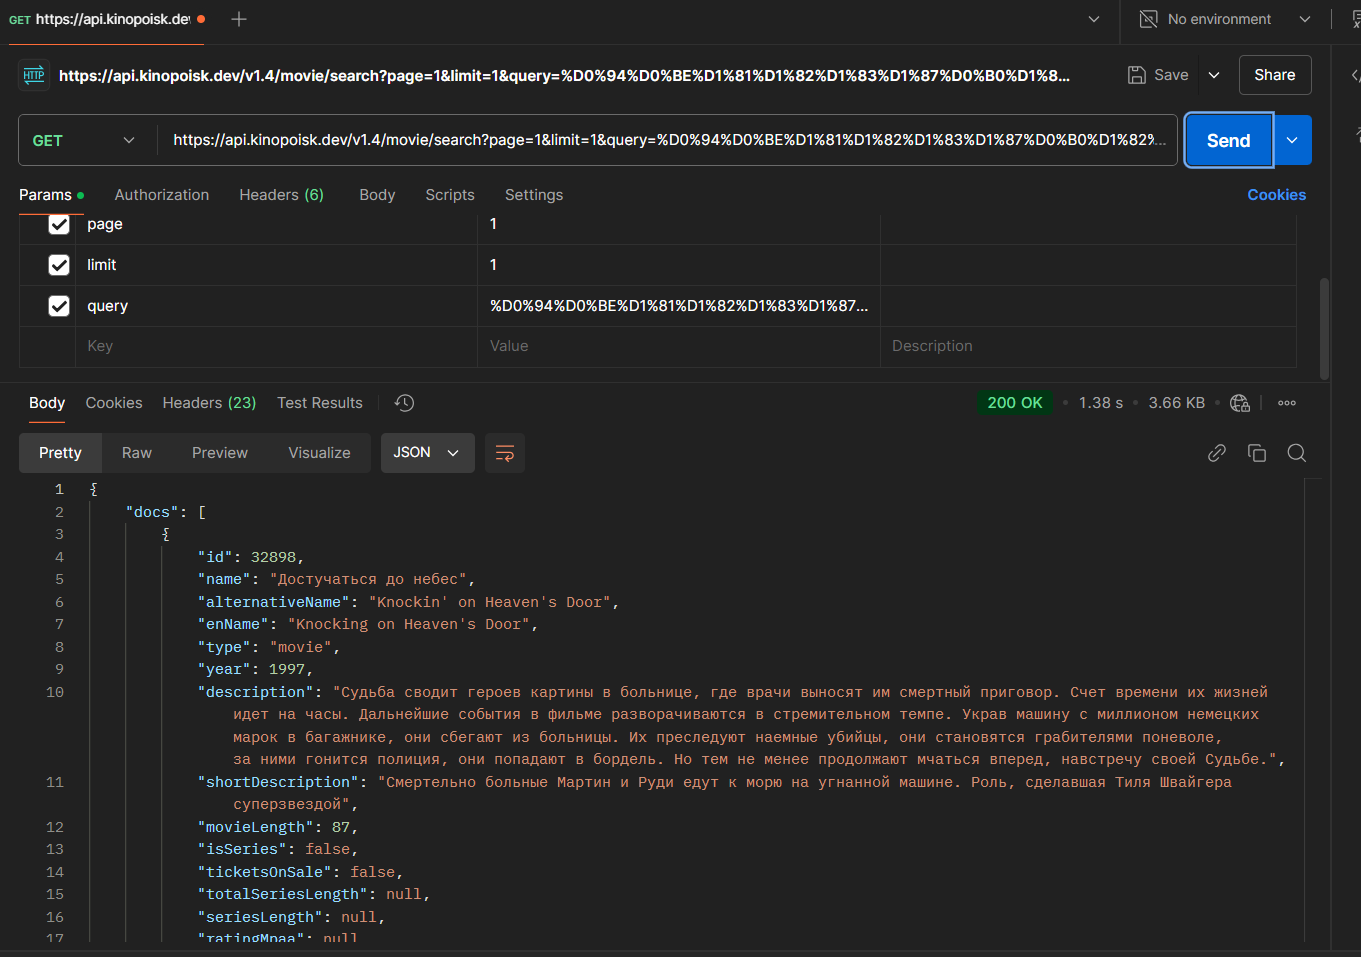 GET https://api.kinopoisk.de
No environment
HTTP https://api.kinopoisk.dev/v1.4/movie/search?page=1&limit=1&query=%D0%94%D0%BE%D1%81%D1%82%D1%83%D1%87%D0%B0%D1%8...
Save
Share
GET
https://api.kinopoisk.dev/v1.4/movie/search?page=1&limit=1&query=%D0%94%D0%BE%D1%81%D1%82%D1%83%D1%87%D0%B0%D1%82%...
Send
Params Authorization Headers (6) Body Scripts Settings Cookies
page 1
limit 1
query %D0%94%D0%BE%D1%81%D1%82%D1%83%D1%87...
Key Value Description
Body Cookies Headers (23) Test Results 200 OK • 1.38 s • 3.66 KB
Pretty Raw Preview Visualize JSON
1 {
2 "docs": [
3 {
4 "id": 32898,
5 "name": "Достучаться до небес",
6 "alternativeName": "Knockin' on Heaven's Door",
7 "enName": "Knocking on Heaven's Door",
8 "type": "movie",
9 "year": 1997,
10 "description": "Судьба сводит героев картины в больнице, где врачи выносят им смертный приговор. Счет времени их жизней
идет на часы. Дальнейшие события в фильме разворачиваются в стремительном темпе. Украв машину с миллионом немецких
марок в багажнике, они сбегают из больницы. Их преследуют наемные убийцы, они становятся грабителями поневоле,
за ними гонится полиция, они попадают в бордель. Но тем не менее продолжают мчаться вперед, навстречу своей Судьбе.",
11 "shortDescription": "Смертельно больные Мартин и Руди едут к морю на угнанной машине. Роль, сделавшая Тиля Швайгера
суперзвездой",
12 "movieLength": 87,
13 "isSeries": false,
14 "ticketsOnSale": false,
15 "totalSeriesLength": null,
16 "seriesLength": null,
17 "ratingMpaa": null